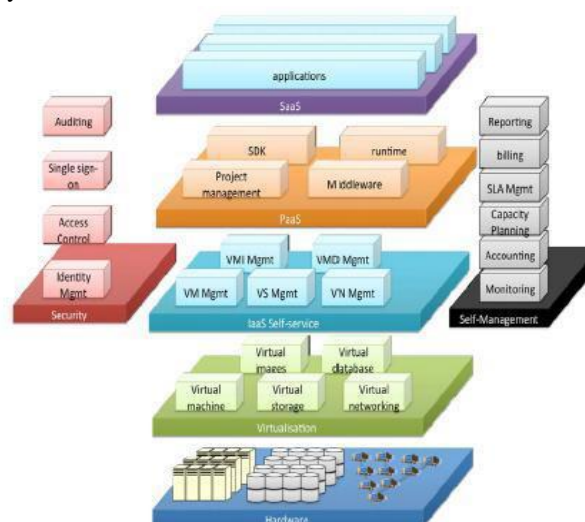 applications
SaaS
Auditing
Single sign-
on
Access
Control
Identity
Mgmt
Security
SDK
runtime
Project
management
Middleware
PaaS
VMI Mgmt
VMD Mgmt
VM Mgmt
VS Mgmt
VN Mgmt
IaaS Self-service
Reporting
billing
SLA Mgmt
Capacity
Planning
Accounting
Monitoring
Self-Management
Virtual
images
Virtual
database
Virtual
machine
Virtual
storage
Virtual
networking
Virtualisation
Hardware